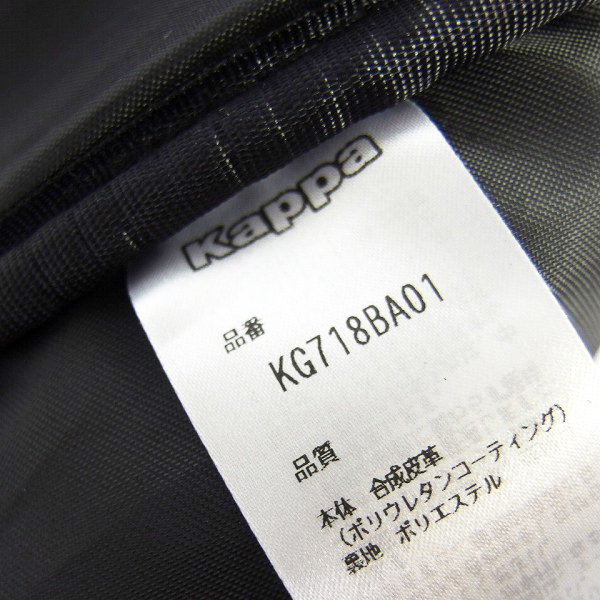 Kappa
品番
KG718BA01
品質
本体 合成皮革
(ポリウレタンコーティング)
裏地 ポリエステル